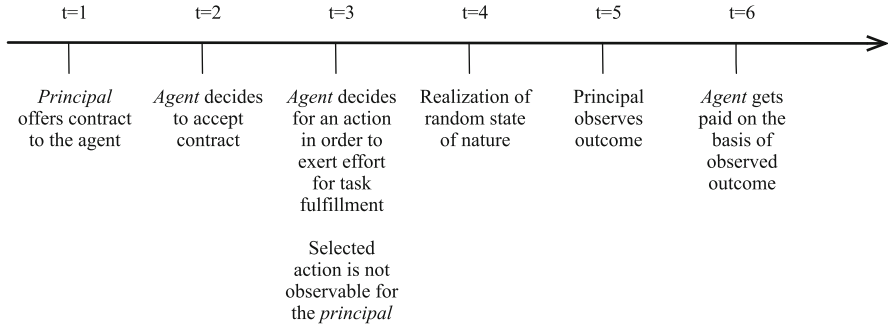 t=1
t=2
t=3
t=4
t=5
t=6
Principal
offers contract
to the agent
Agent decides
to accept
contract
Agent decides
for an action
in order to
exert effort
for task
fulfillment
Selected
action is not
observable for
the principal
Realization of
random state
of nature
Principal
observes
outcome
Agent gets
paid on the
basis of
observed
outcome